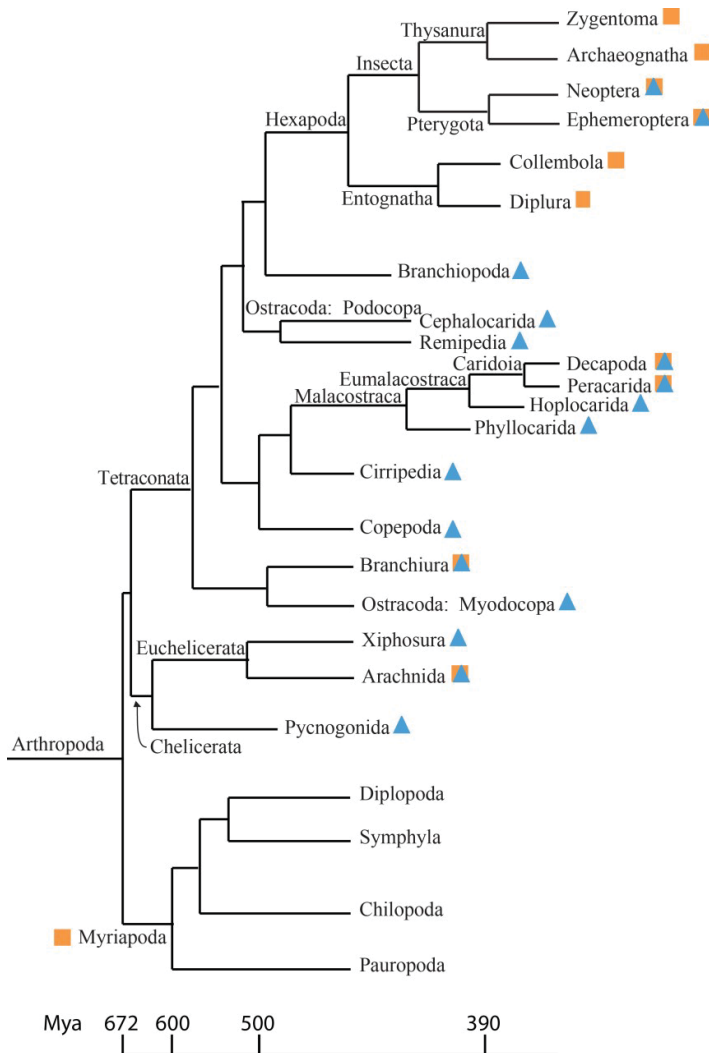 Zygentoma
Thysanura
Archaeognatha
Insecta
Neoptera
Hexapoda
Pterygota
Ephemeroptera
Collembola
Entognatha
Diplura
Branchiopoda
Ostracoda: Podocopa
Cephalocarida
Remipedia
Caridoia
Decapoda
Eumalacostraca
Peracarida
Malacostraca
Hoplocarida
Phyllocarida
Tetraconata
Cirripedia
Copepoda
Branchiura
Ostracoda: Myodocopa
Euchelicerata
Xiphosura
Arachnida
Pycnogonida
Arthropoda
Chelicerata
Diplopoda
Symphyla
Chilopoda
Myriapoda
Pauropoda
Mya 672 600 500 390